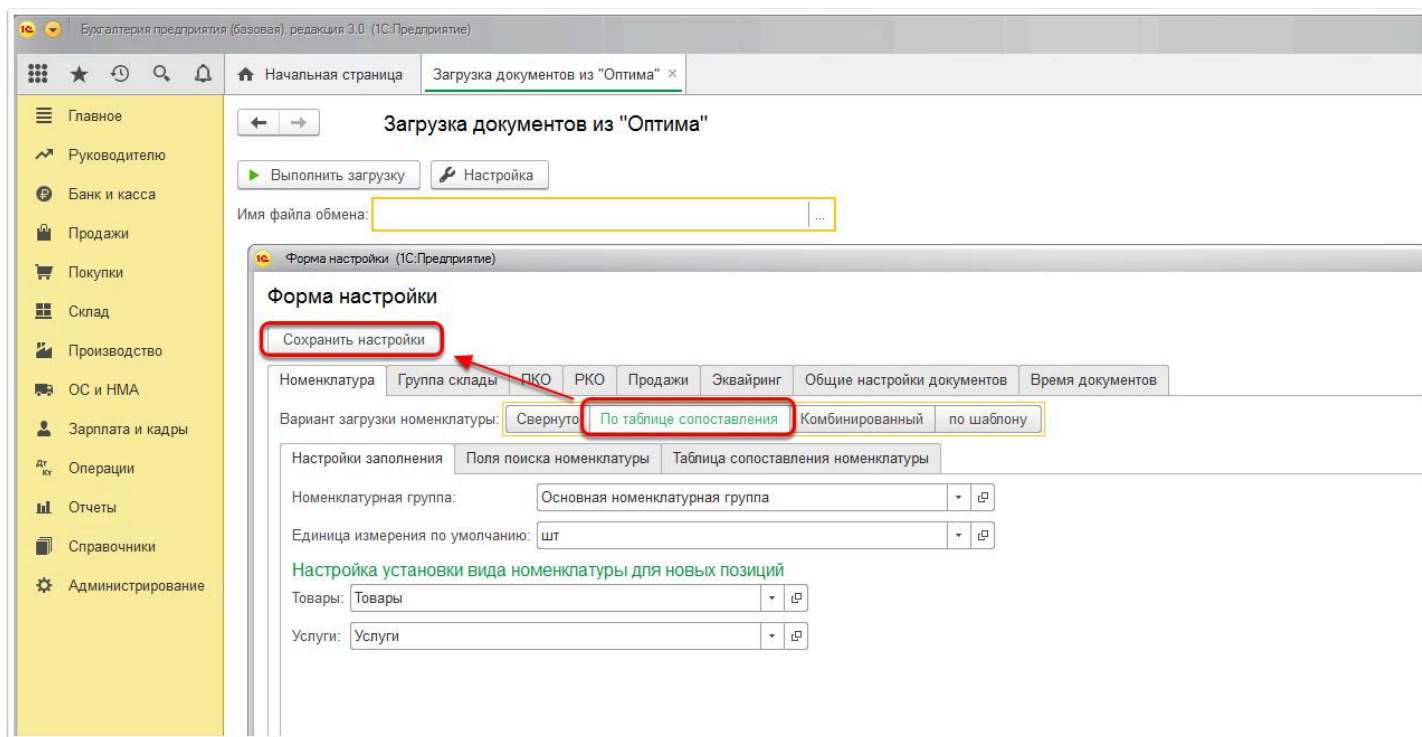 Бухгалтерия предприятия (базовая), редакция 3.0 (1С:Предприятие)
Начальная страница Загрузка документов из "Оптима" ×
Главное
Руководителю
Банк и касса
Продажи
Покупки
Склад
Производство
ОС и НМА
Зарплата и кадры
Операции
Отчеты
Справочники
Администрирование
Загрузка документов из "Оптима"
Выполнить загрузку Настройка
Имя файла обмена: ...
Форма настройки (1С:Предприятие)
Форма настройки
Сохранить настройки
Номенклатура Группа склады ПКО РКО Продажи Эквайринг Общие настройки документов Время документов
Вариант загрузки номенклатуры: Свернуто По таблице сопоставления Комбинированный по шаблону
Настройки заполнения Поля поиска номенклатуры Таблица сопоставления номенклатуры
Номенклатурная группа: Основная номенклатурная группа
Единица измерения по умолчанию: шт
Настройка установки вида номенклатуры для новых позиций
Товары: Товары
Услуги: Услуги